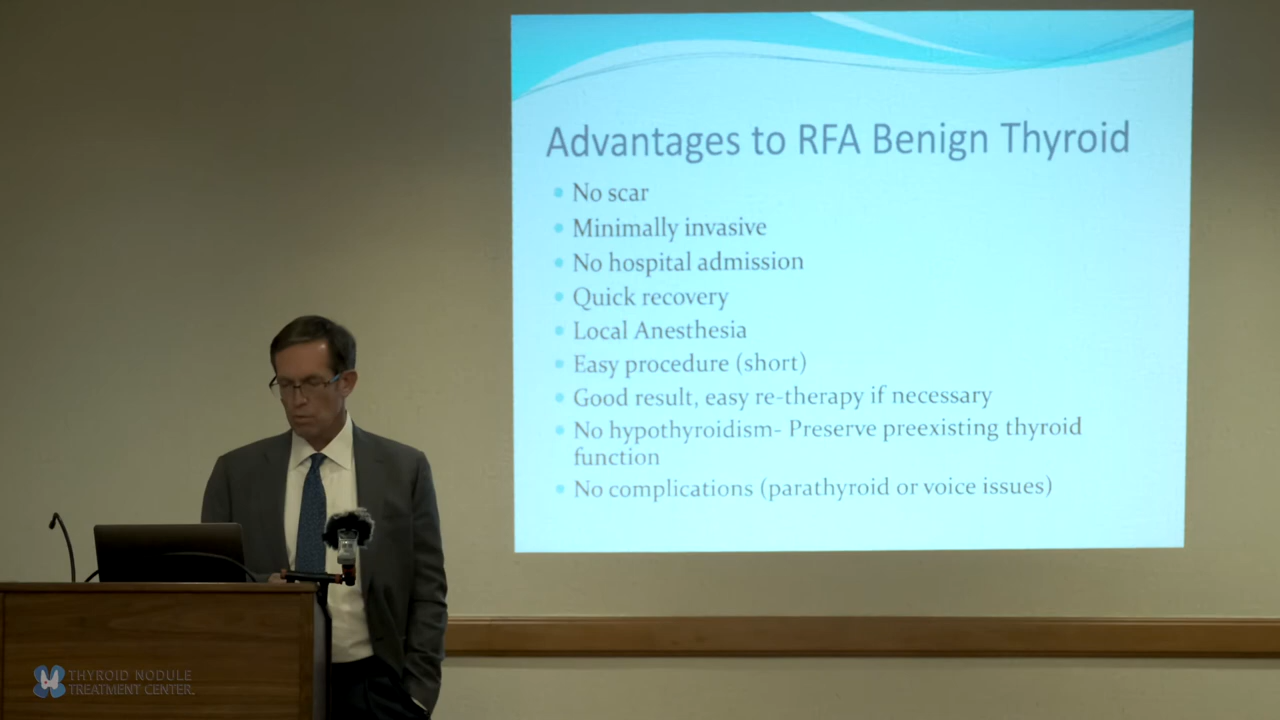 Advantages to RFA Benign Thyroid
No scar
Minimally invasive
No hospital admission
Quick recovery
Local Anesthesia
Easy procedure (short)
Good result, easy re-therapy if necessary
No hypothyroidism- Preserve preexisting thyroid
function
No complications (parathyroid or voice issues)
THYROID NODULE
TREATMENT CENTER.